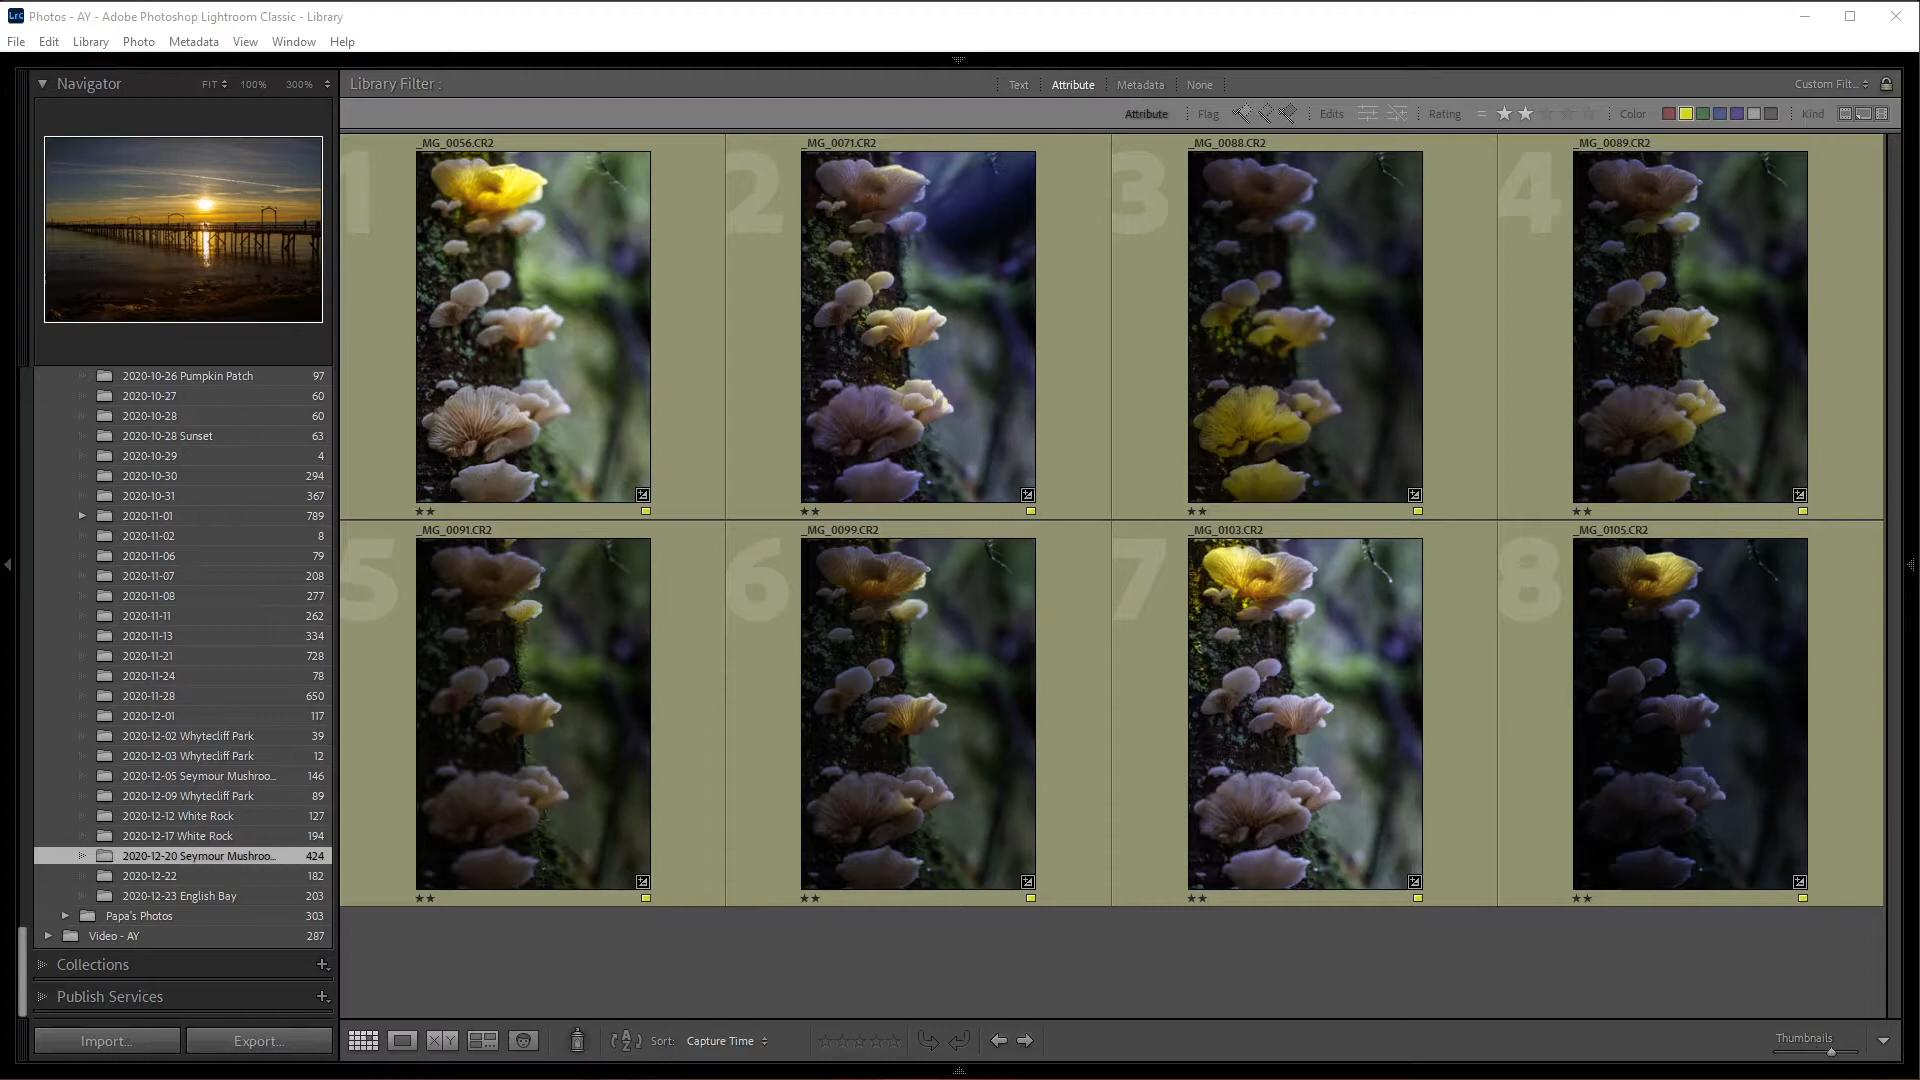 Lrc Photos - AY - Adobe Photoshop Lightroom Classic - Library
File Edit Library Photo Metadata View Window Help
Navigator FIT 100% 300%
Library Filter : Text Attribute Metadata None Custom Filt...
Attribute Flag Edits Rating = Color Kind
1 _MG_0056.CR2
2 _MG_0071.CR2
3 _MG_0088.CR2
4 _MG_0089.CR2
5 _MG_0091.CR2
6 _MG_0099.CR2
7 _MG_0103.CR2
8 _MG_0105.CR2
2020-10-26 Pumpkin Patch 97
2020-10-27 60
2020-10-28 60
2020-10-28 Sunset 63
2020-10-29 4
2020-10-30 294
2020-10-31 367
2020-11-01 789
2020-11-02 8
2020-11-06 79
2020-11-07 208
2020-11-08 277
2020-11-11 262
2020-11-13 334
2020-11-21 728
2020-11-24 78
2020-11-28 650
2020-12-01 117
2020-12-02 Whytecliff Park 39
2020-12-03 Whytecliff Park 12
2020-12-05 Seymour Mushroo... 146
2020-12-09 Whytecliff Park 89
2020-12-12 White Rock 127
2020-12-17 White Rock 194
2020-12-20 Seymour Mushroo... 424
2020-12-22 182
2020-12-23 English Bay 203
Papa's Photos 303
Video - AY 287
Collections
Publish Services
Import... Export...
X Y A Z Sort: Capture Time Thumbnails